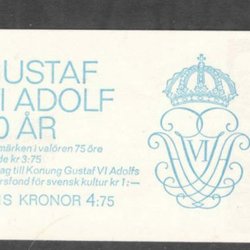 GUSTAF
VI ADOLF
0 ÅR
märken i valören 75 öre
de kr 3:75
ag till Konung Gustaf VI Adolfs
rsfond för svensk kultur kr 1:—
S KRONOR 4:75
VI